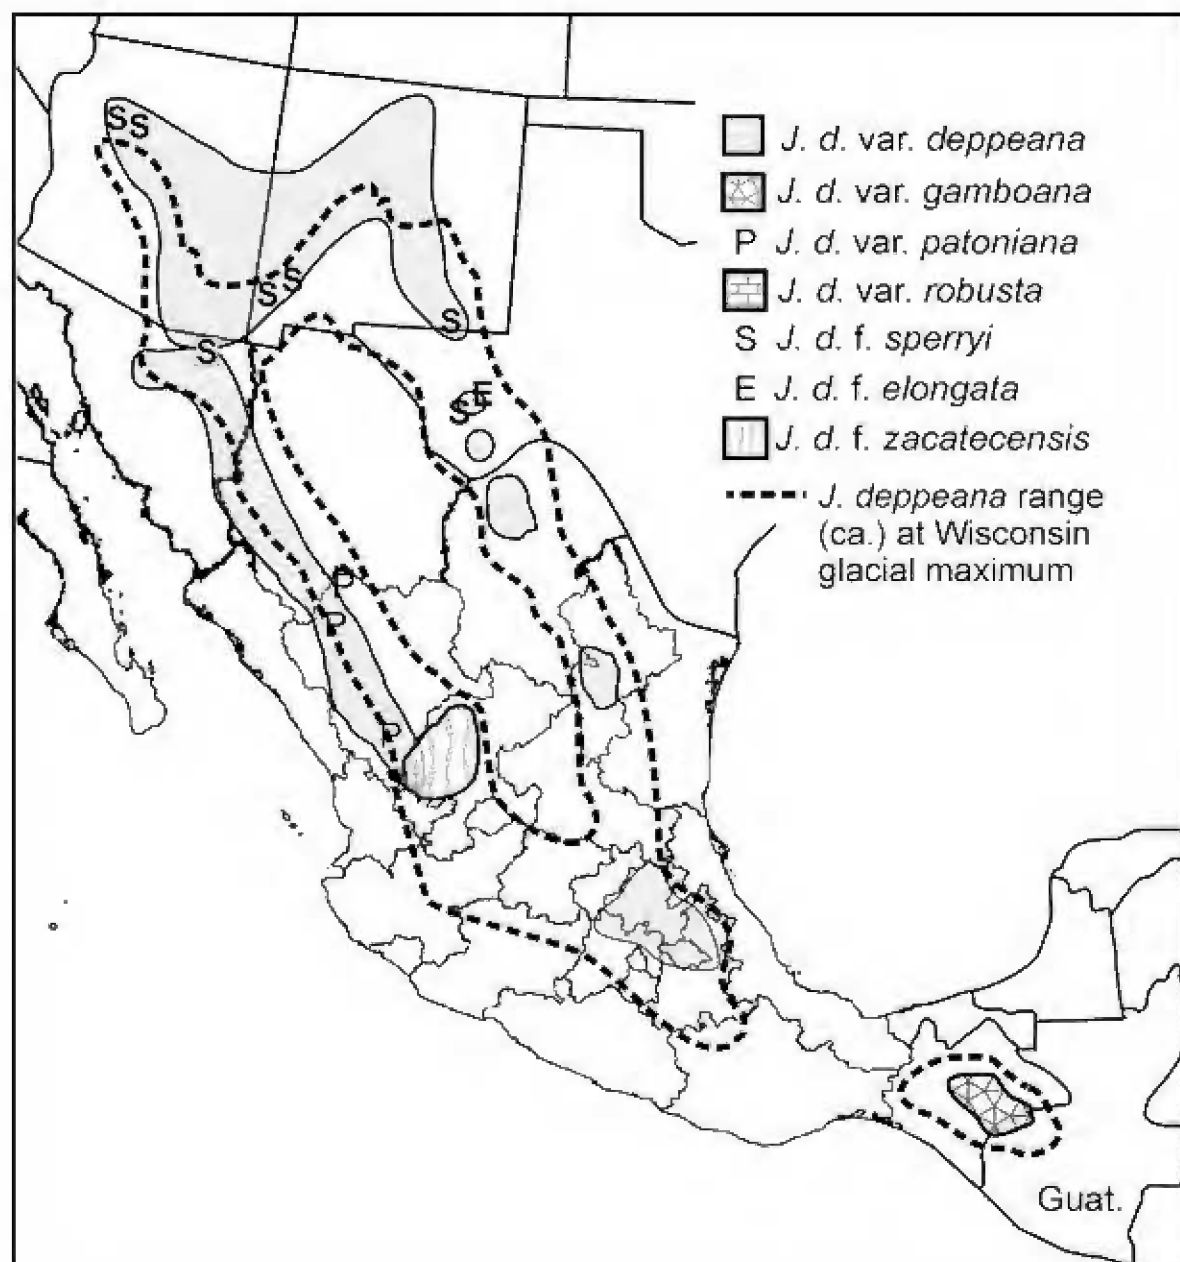 SS
J. d. var. deppeana
J. d. var. gamboana
P J. d. var. patoniana
SS
J. d. var. robusta
S
S J. d. f. sperryi
S
E J. d. f. elongata
SE
J. d. f. zacatecensis
J. deppeana range
(ca.) at Wisconsin
glacial maximum
P
Guat.